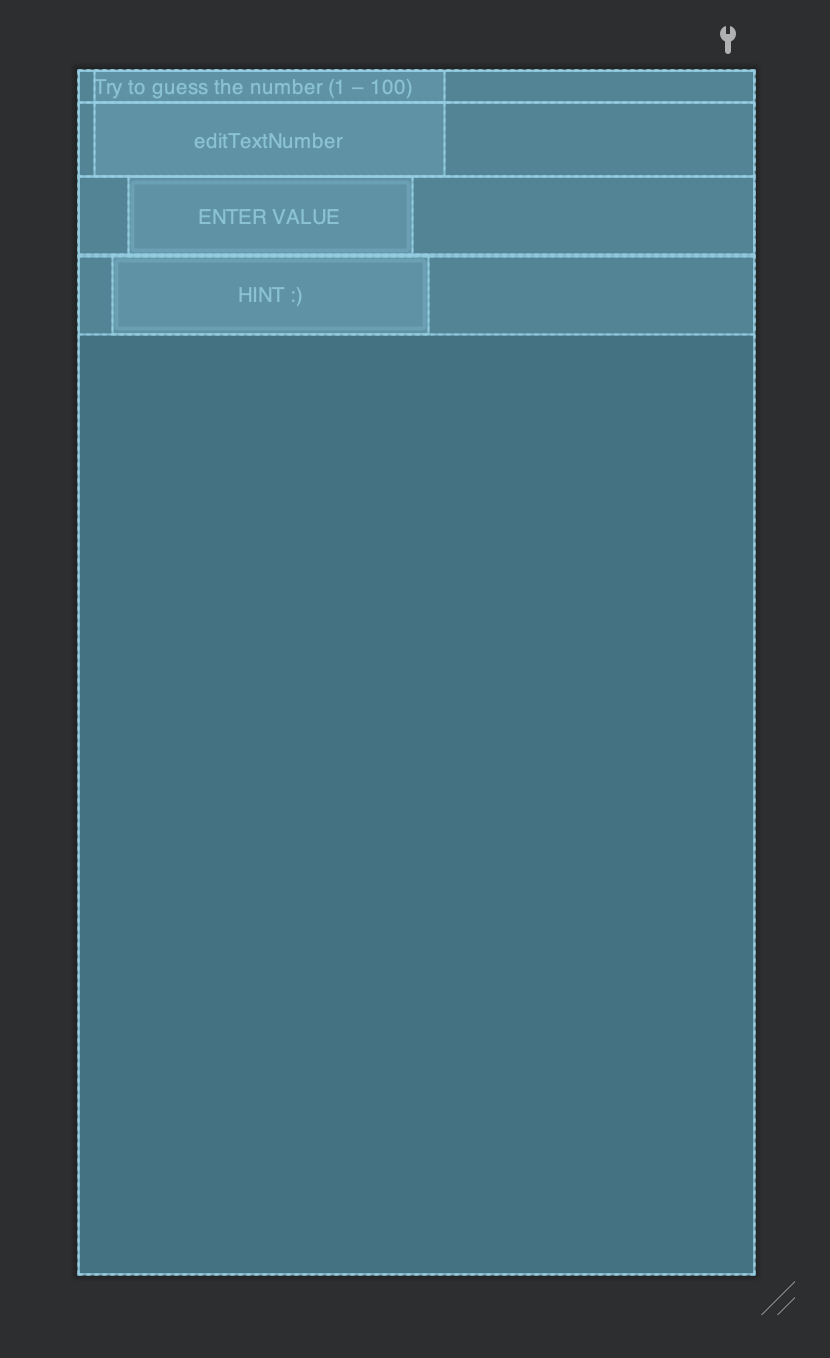 Try to guess the number (1 – 100)
editTextNumber
ENTER VALUE
HINT :)